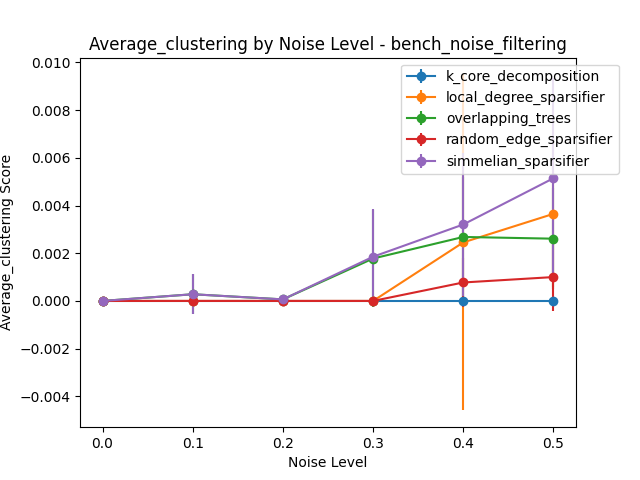 Average_clustering by Noise Level - bench_noise_filtering
k_core_decomposition
local_degree_sparsifier
overlapping_trees
random_edge_sparsifier
simmelian_sparsifier
Average_clustering Score
0.010
0.008
0.006
0.004
0.002
0.000
−0.002
−0.004
0.0 0.1 0.2 0.3 0.4 0.5
Noise Level